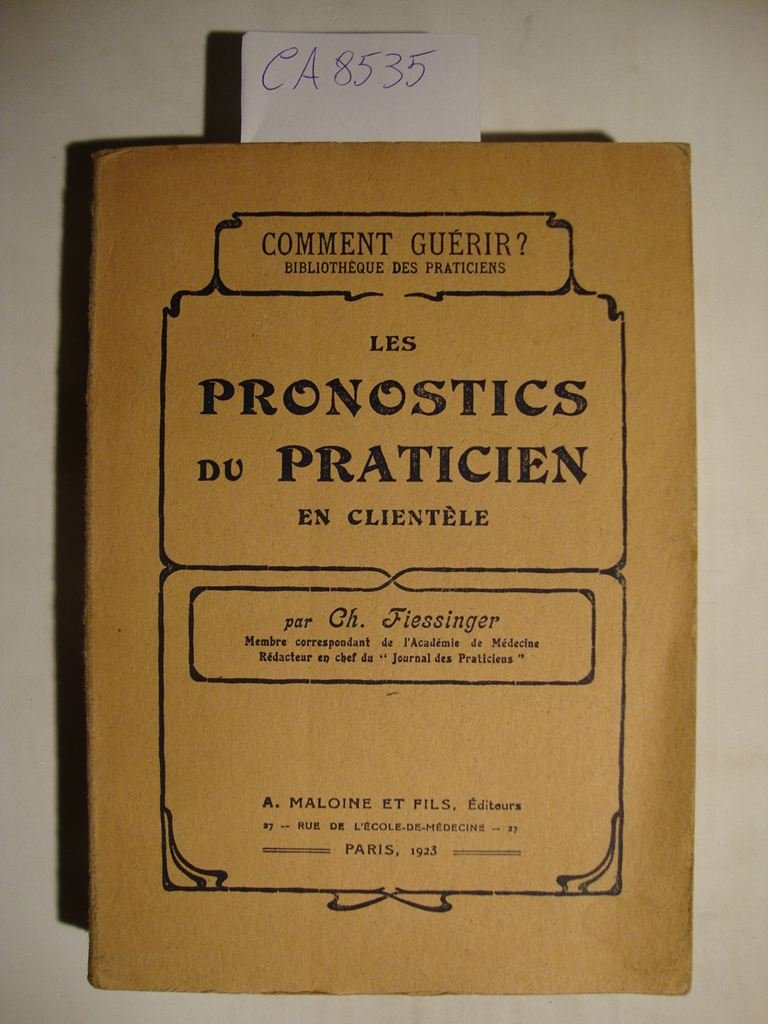 CA 8535
COMMENT GUÉRIR?
BIBLIOTHÈQUE DES PRATICIENS
LES
PRONOSTICS
DU PRATICIEN
EN CLIENTÈLE
par Ch. Fiessinger
Membre correspondant de l'Académie de Médecine
Rédacteur en chef du " Journal des Praticiens "
A. MALOINE ET FILS, Éditeurs
27 -- RUE DE L'ÉCOLE-DE-MÉDECINE -- 27
PARIS, 1923